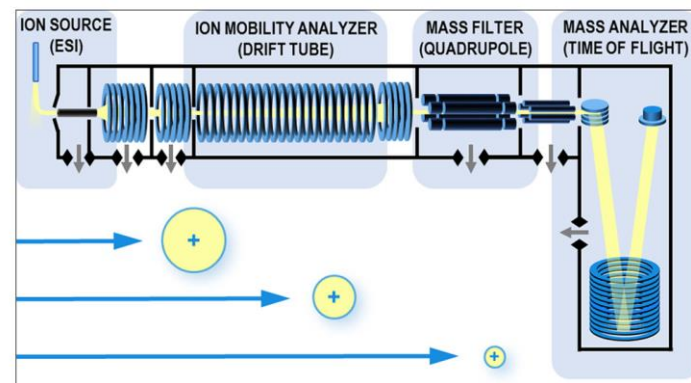 ION SOURCE
(ESI)
ION MOBILITY ANALYZER
(DRIFT TUBE)
MASS FILTER
(QUADRUPOLE)
MASS ANALYZER
(TIME OF FLIGHT)
+
+
+